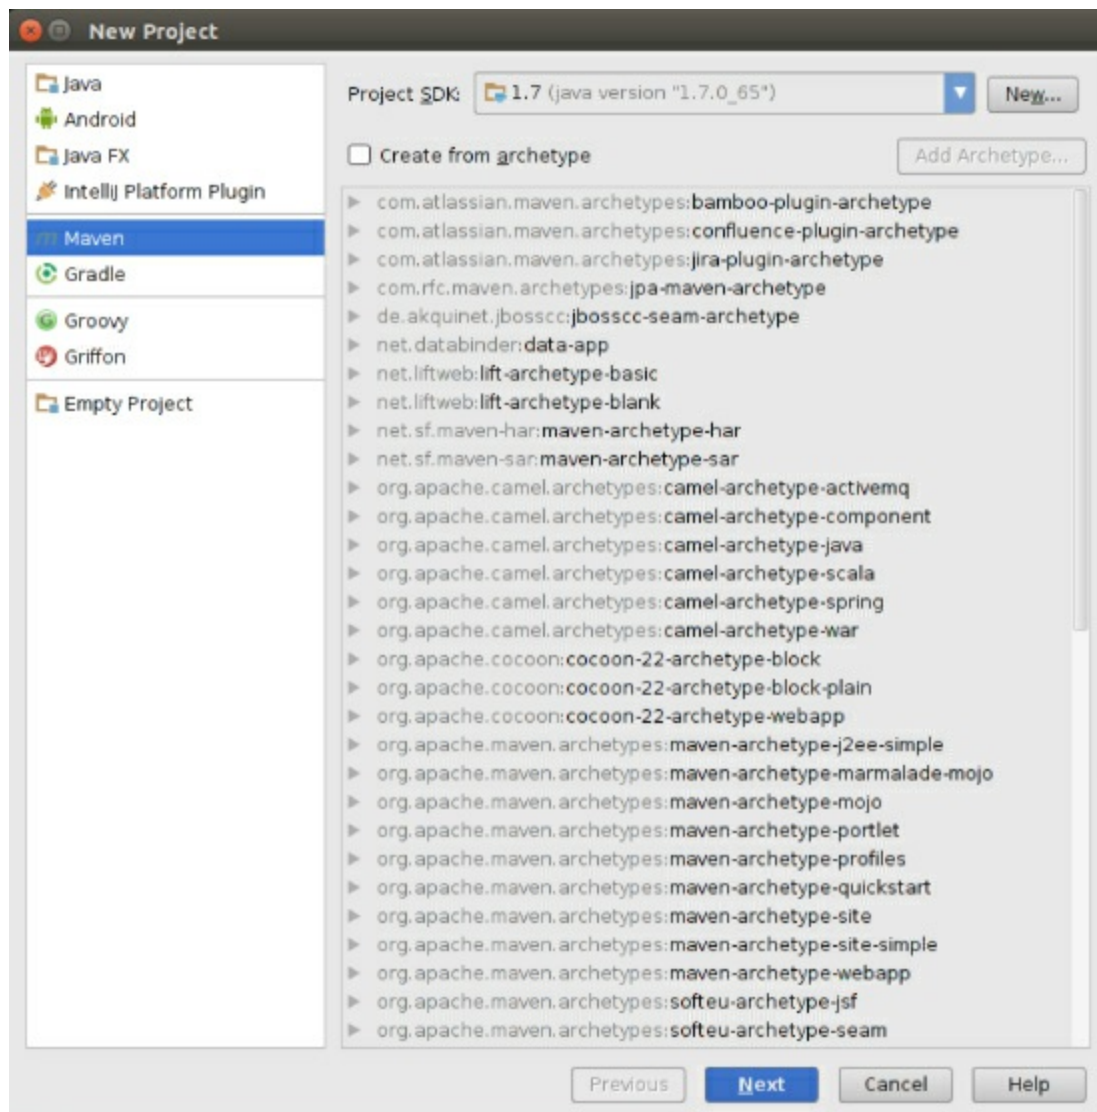 New Project
Java
Android
Java FX
IntelliJ Platform Plugin
Maven
Gradle
Groovy
Griffon
Empty Project
Project SDK: 1.7 (java version "1.7.0_65") New...
Create from archetype Add Archetype...
com.atlassian.maven.archetypes:bamboo-plugin-archetype
com.atlassian.maven.archetypes:confluence-plugin-archetype
com.atlassian.maven.archetypes:jira-plugin-archetype
com.rfc.maven.archetypes:jpa-maven-archetype
de.akquinet.jbosscc:jbosscc-seam-archetype
net.databinder:data-app
net.liftweb:lift-archetype-basic
net.liftweb:lift-archetype-blank
net.sf.maven-har:maven-archetype-har
net.sf.maven-sar:maven-archetype-sar
org.apache.camel.archetypes:camel-archetype-activemq
org.apache.camel.archetypes:camel-archetype-component
org.apache.camel.archetypes:camel-archetype-java
org.apache.camel.archetypes:camel-archetype-scala
org.apache.camel.archetypes:camel-archetype-spring
org.apache.camel.archetypes:camel-archetype-war
org.apache.cocoon:cocoon-22-archetype-block
org.apache.cocoon:cocoon-22-archetype-block-plain
org.apache.cocoon:cocoon-22-archetype-webapp
org.apache.maven.archetypes:maven-archetype-j2ee-simple
org.apache.maven.archetypes:maven-archetype-marmalade-mojo
org.apache.maven.archetypes:maven-archetype-mojo
org.apache.maven.archetypes:maven-archetype-portlet
org.apache.maven.archetypes:maven-archetype-profiles
org.apache.maven.archetypes:maven-archetype-quickstart
org.apache.maven.archetypes:maven-archetype-site
org.apache.maven.archetypes:maven-archetype-site-simple
org.apache.maven.archetypes:maven-archetype-webapp
org.apache.maven.archetypes:softeu-archetype-jsf
org.apache.maven.archetypes:softeu-archetype-seam
Previous Next Cancel Help